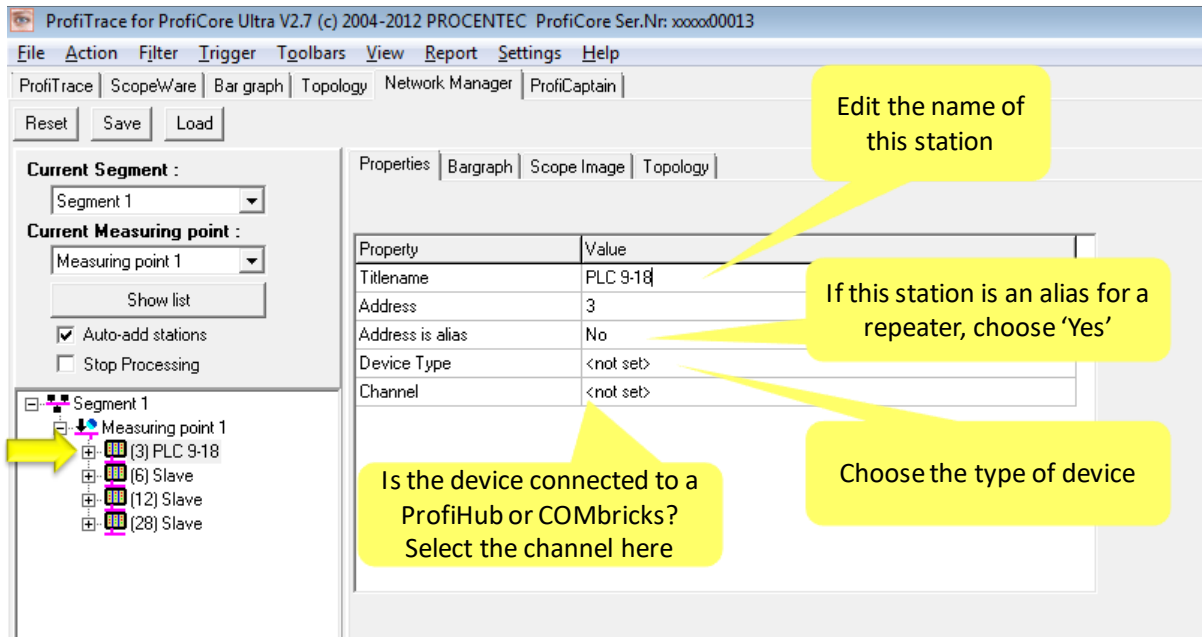 ProfiTrace for ProfiCore Ultra V2.7 (c) 2004-2012 PROCENTEC ProfiCore Ser.Nr: xxxxx00013
File Action Filter Trigger Toolbars View Report Settings Help
ProfiTrace ScopeWare Bar graph Topology Network Manager ProfiCaptain
Reset Save Load
Current Segment :
Segment 1
Current Measuring point :
Measuring point 1
Show list
Auto-add stations
Stop Processing
Segment 1
Measuring point 1
(3) PLC 9-18
(6) Slave
(12) Slave
(28) Slave
Properties Bargraph Scope Image Topology
Property Value
Titlename PLC 9-18
Address 3
Address is alias No
Device Type <not set>
Channel <not set>
Edit the name of
this station
If this station is an alias for a
repeater, choose ‘Yes’
Choose the type of device
Is the device connected to a
ProfiHub or COMbricks?
Select the channel here